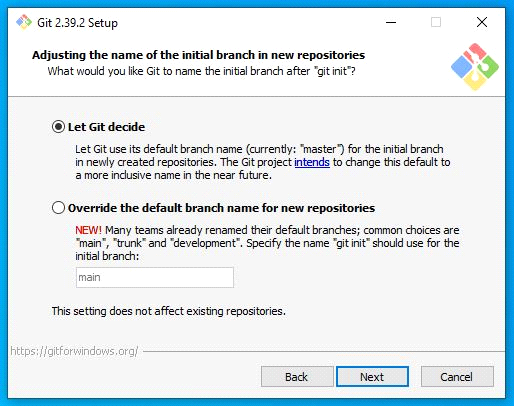 Git 2.39.2 Setup
Adjusting the name of the initial branch in new repositories
What would you like Git to name the initial branch after "git init"?
Let Git decide
Let Git use its default branch name (currently: "master") for the initial branch
in newly created repositories. The Git project intends to change this default to
a more inclusive name in the near future.
Override the default branch name for new repositories
NEW! Many teams already renamed their default branches; common choices are
"main", "trunk" and "development". Specify the name "git init" should use for the
initial branch:
main
This setting does not affect existing repositories.
https://gitforwindows.org/
Back
Next
Cancel